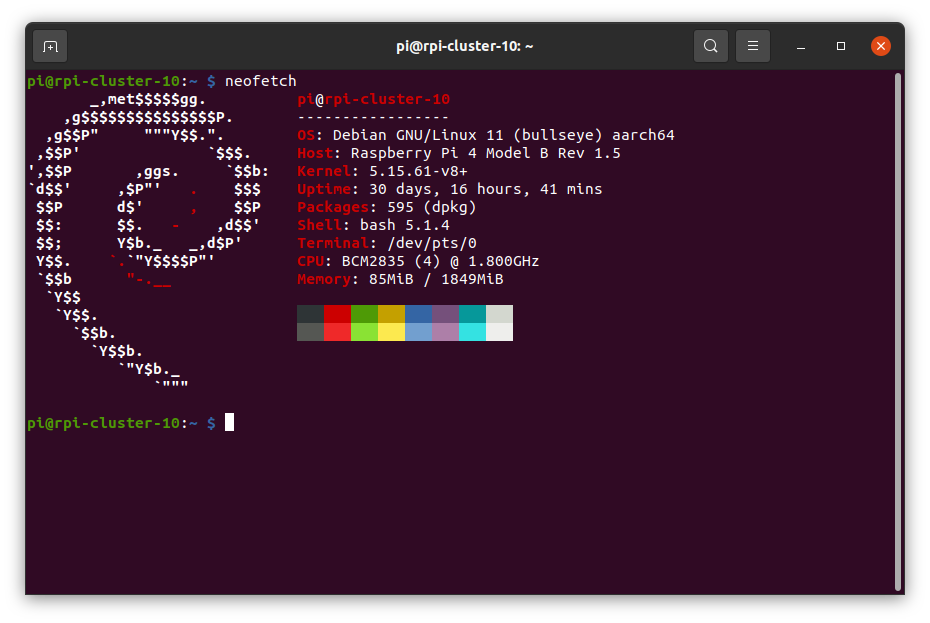 pi@rpi-cluster-10: ~
pi@rpi-cluster-10:~ $ neofetch
       _,met$$$$$gg.          pi@rpi-cluster-10
    ,g$$$$$$$$$$$$$$$P.       -----------------
  ,g$$P"     """Y$$.".        OS: Debian GNU/Linux 11 (bullseye) aarch64
 ,$$P'              `$$$.     Host: Raspberry Pi 4 Model B Rev 1.5
',$$P       ,ggs.     `$$b:   Kernel: 5.15.61-v8+
`d$$'     ,$P"'   .    $$$    Uptime: 30 days, 16 hours, 41 mins
 $$P      d$'     ,    $$P    Packages: 595 (dpkg)
 $$:      $$.   -    ,d$$'    Shell: bash 5.1.4
 $$;      Y$b._   _,d$P'      Terminal: /dev/pts/0
 Y$$.    `.`"Y$$$$P"'         CPU: BCM2835 (4) @ 1.800GHz
 `$$b      "-.__              Memory: 85MiB / 1849MiB
  `Y$$
   `Y$$.
     `$$b.
       `Y$$b.
          `"Y$b._
              `"""
pi@rpi-cluster-10:~ $